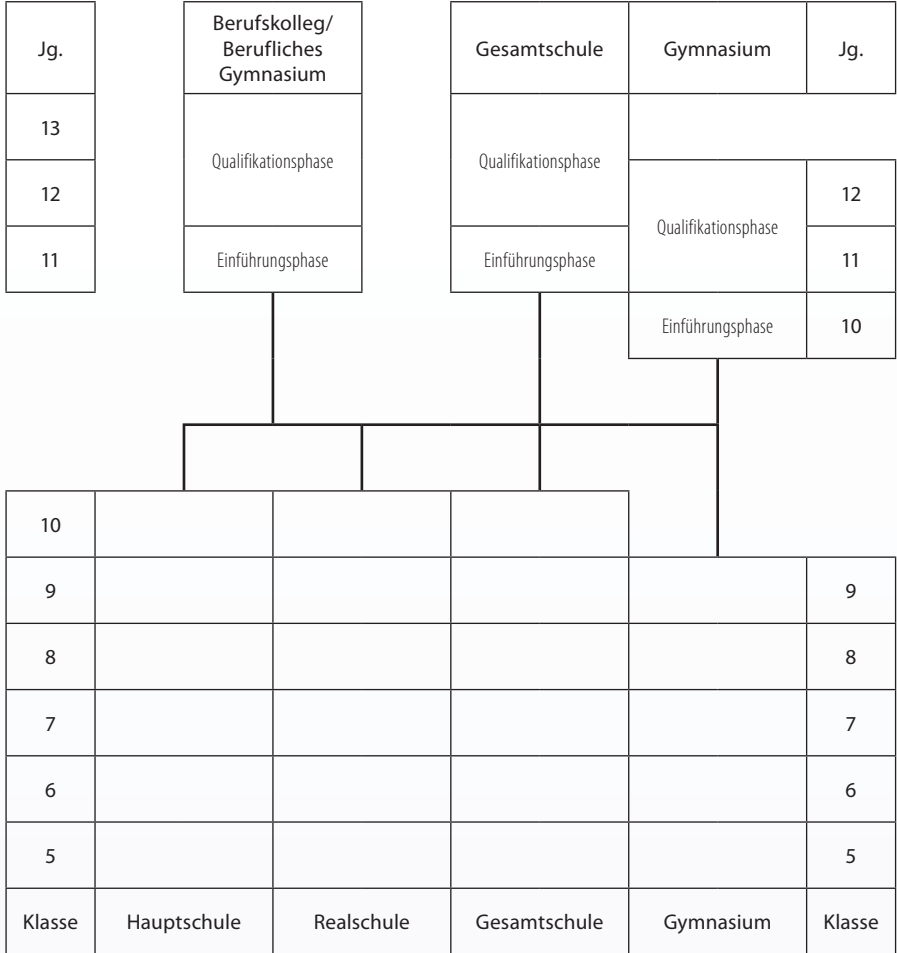 Jg.
Berufskolleg/
Berufliches
Gymnasium
Gesamtschule
Gymnasium
Jg.
13
Qualifikationsphase
Qualifikationsphase
12
Qualifikationsphase
12
11
Einführungsphase
Einführungsphase
11
Einführungsphase
10
10
9
9
8
8
7
7
6
6
5
5
Klasse
Hauptschule
Realschule
Gesamtschule
Gymnasium
Klasse